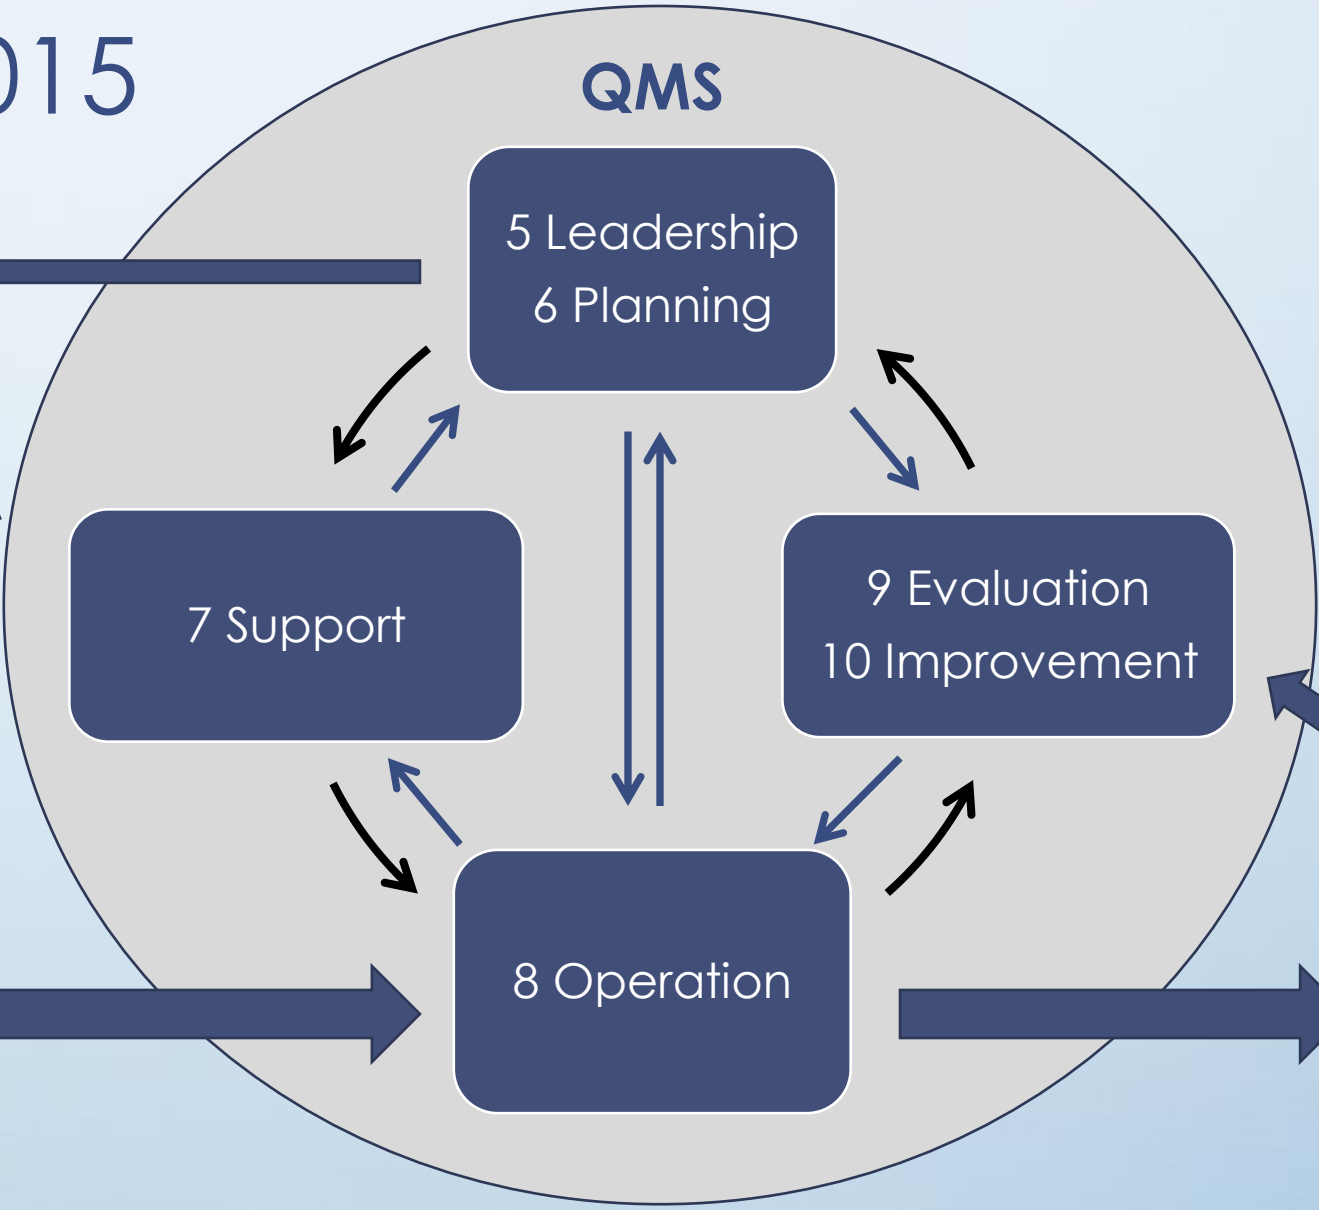 015
QMS
5 Leadership
6 Planning
7 Support
9 Evaluation
10 Improvement
8 Operation